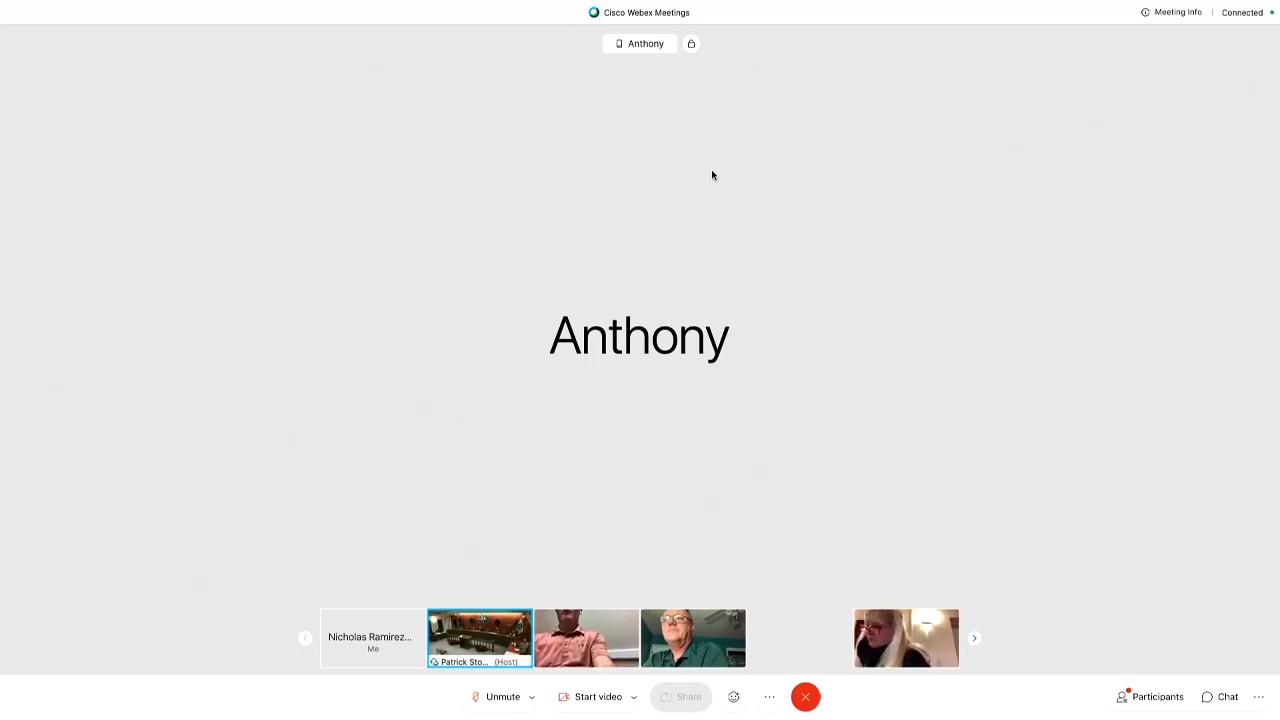 Cisco Webex Meetings
Meeting Info
Connected
Anthony
Anthony
Nicholas Ramirez...
Me
Patrick Sto... (Host)
Unmute
Start video
Share
Participants
Chat